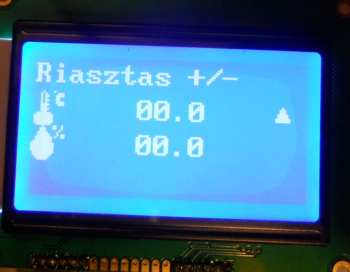 Riasztas +/-
°C 00.0
% 00.0